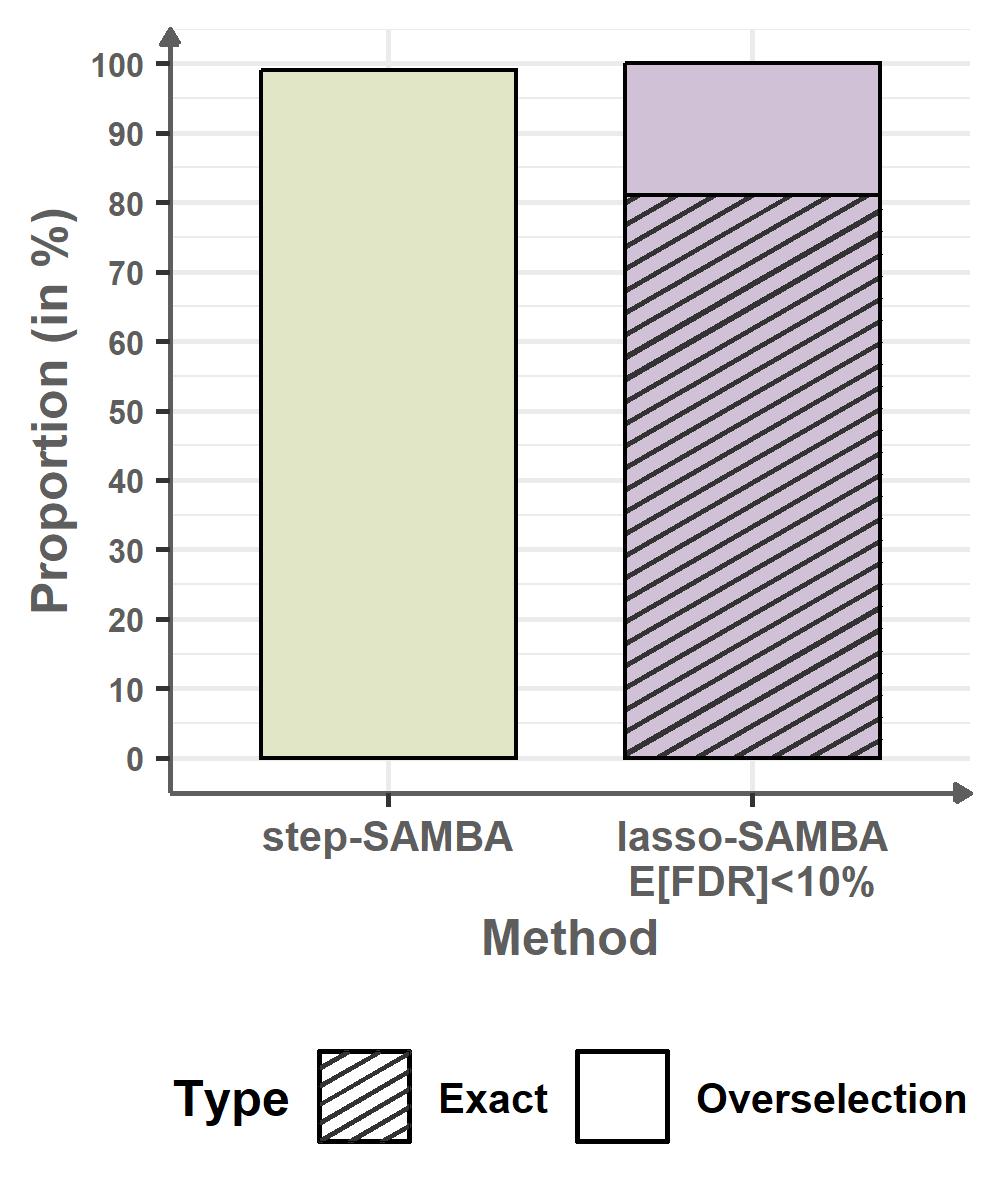 Proportion (in %)
100
90
80
70
60
50
40
30
20
10
0
step-SAMBA
lasso-SAMBA
E[FDR]<10%
Method
Type
Exact
Overselection